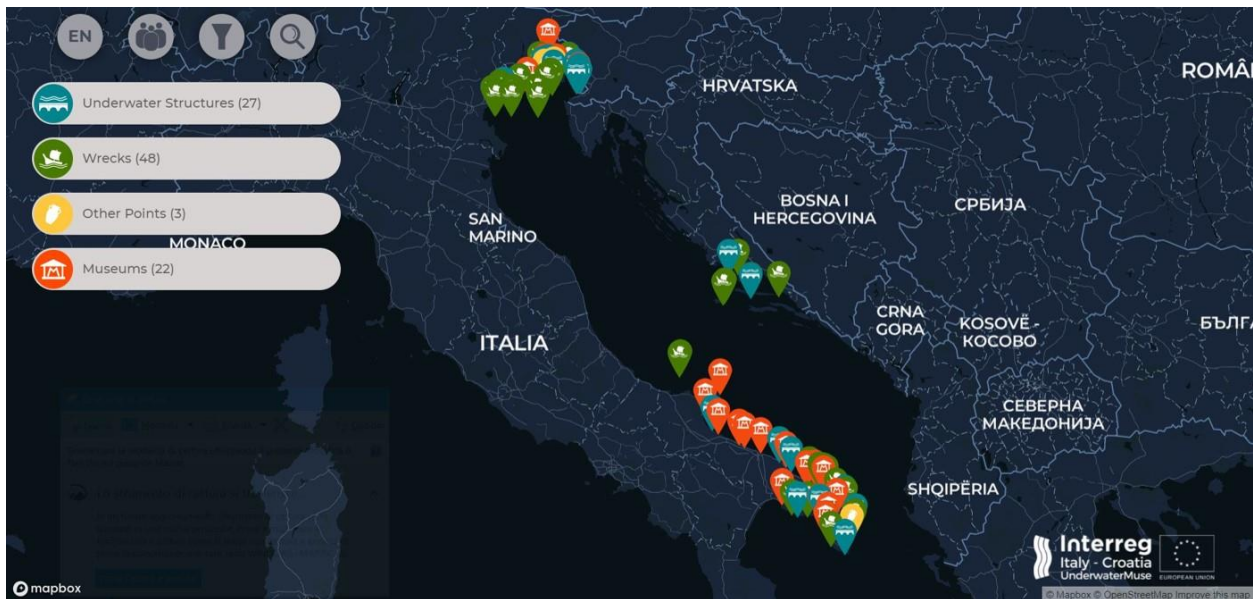 EN
Underwater Structures (27)
Wrecks (48)
Other Points (3)
Museums (22)
MONACO
SAN
MARINO
ITALIA
HRVATSKA
BOSNA I
HERCEGOVINA
СРБИЈА
ROMÂ
CRNA
GORA
KOSOVË -
КОСОВО
БЪЛГ
СЕВЕРНА
МАКЕДОНИЈА
SHQIPËRIA
Interreg
Italy - Croatia
UnderwaterMuse
EUROPEAN UNION
mapbox
© Mapbox © OpenStreetMap Improve this map